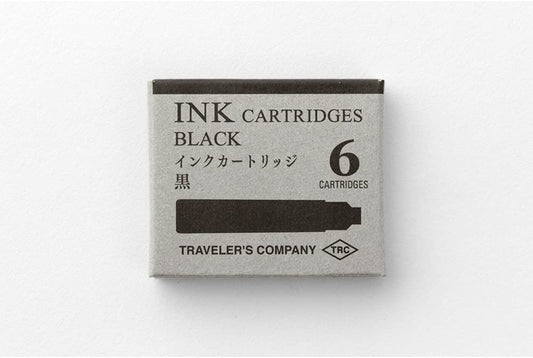 INK CARTRIDGES
BLACK
インクカートリッジ
黒
6
CARTRIDGES
TRAVELER'S COMPANY TRC